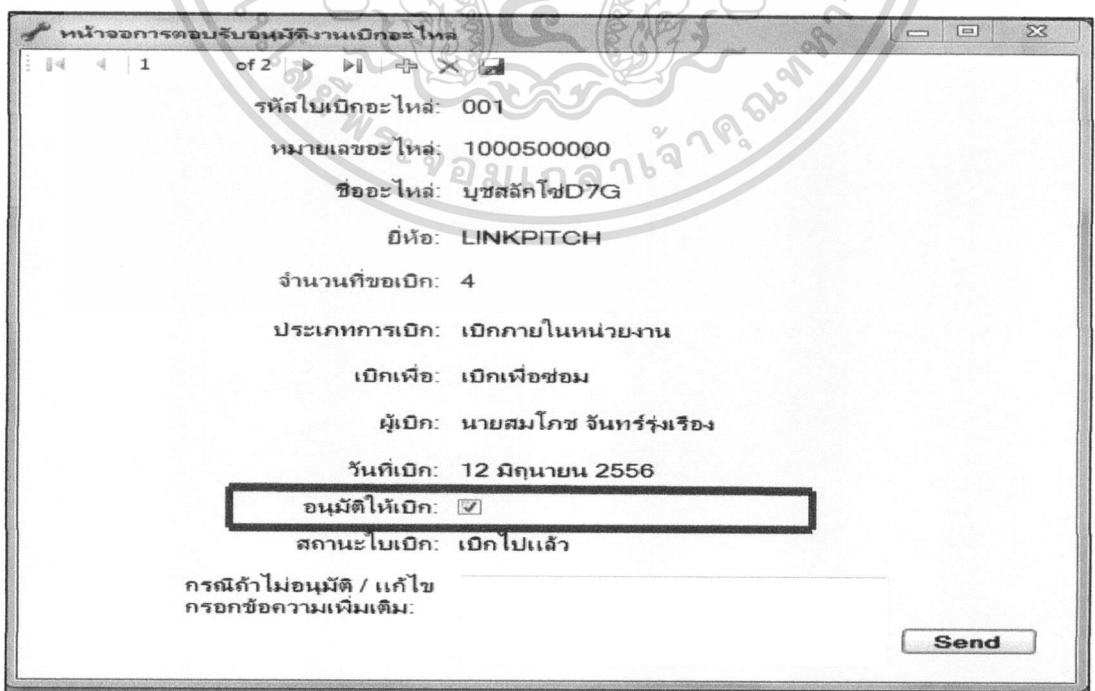 หน้าจอการตอบรับอนุมัติงานเบิกอะไหล่
1 of 2
รหัสใบเบิกอะไหล่: 001
หมายเลขอะไหล่: 1000500000
ชื่ออะไหล่: บุชสลักโซ่D7G
ยี่ห้อ: LINKPITCH
จำนวนที่ขอเบิก: 4
ประเภทการเบิก: เบิกภายในหน่วยงาน
เบิกเพื่อ: เบิกเพื่อซ่อม
ผู้เบิก: นายสมโภช จันทร์รุ่งเรือง
วันที่เบิก: 12 มิถุนายน 2556
อนุมัติให้เบิก:
สถานะใบเบิก: เบิกไปแล้ว
กรณีถ้าไม่อนุมัติ / แก้ไข
กรอกข้อความเพิ่มเติม:
Send